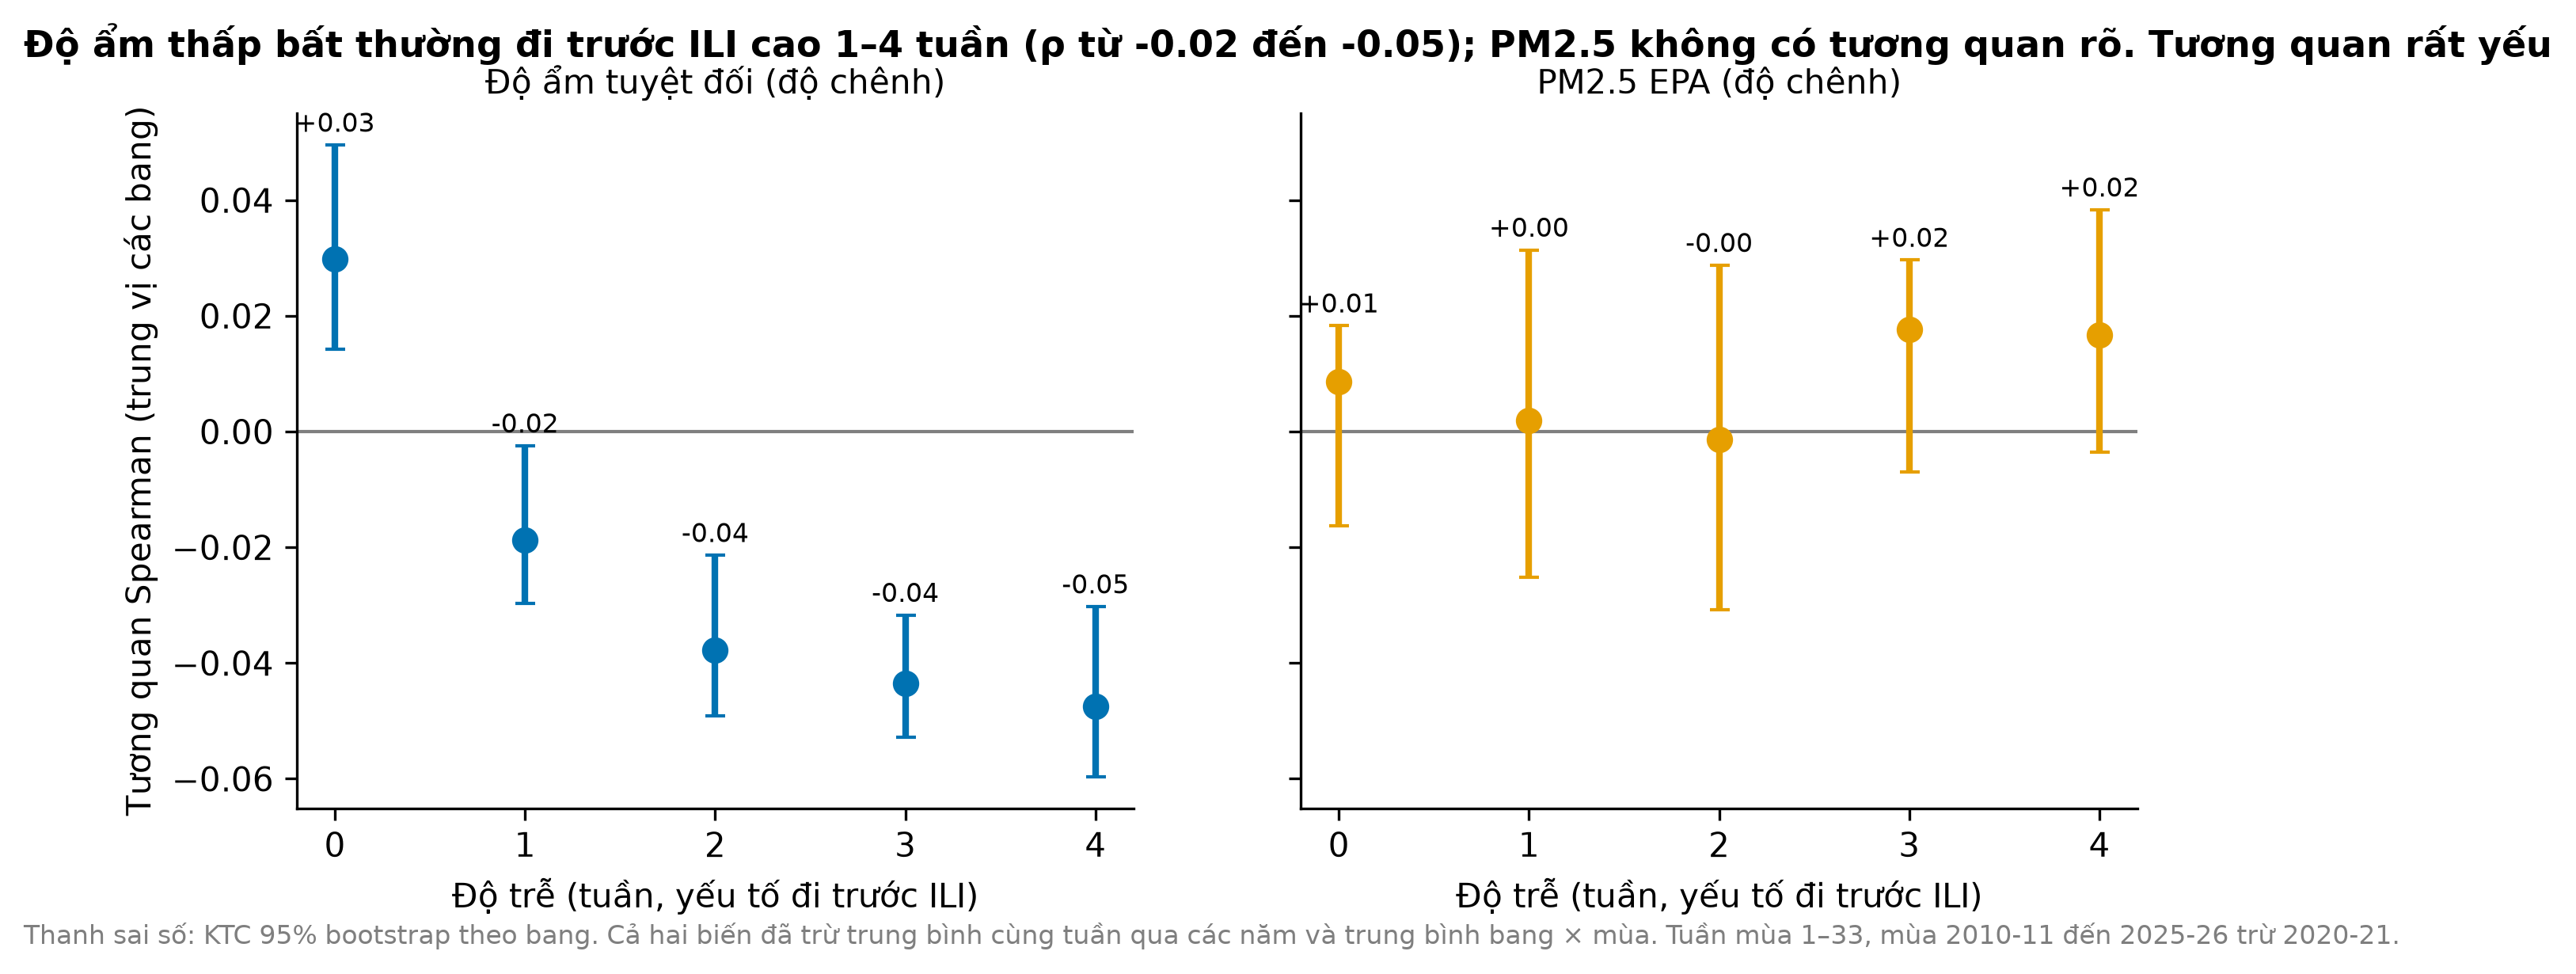 Độ ẩm thấp bất thường đi trước ILI cao 1–4 tuần (ρ từ -0.02 đến -0.05); PM2.5 không có tương quan rõ. Tương quan rất yếu
Độ ẩm tuyệt đối (độ chênh)
Tương quan Spearman (trung vị các bang)
0.04
0.02
0.00
−0.02
−0.04
−0.06
+0.03
-0.02
-0.04
-0.04
-0.05
0 1 2 3 4
Độ trễ (tuần, yếu tố đi trước ILI)
PM2.5 EPA (độ chênh)
+0.01
+0.00
-0.00
+0.02
+0.02
0 1 2 3 4
Độ trễ (tuần, yếu tố đi trước ILI)
Thanh sai số: KTC 95% bootstrap theo bang. Cả hai biến đã trừ trung bình cùng tuần qua các năm và trung bình bang × mùa. Tuần mùa 1–33, mùa 2010-11 đến 2025-26 trừ 2020-21.